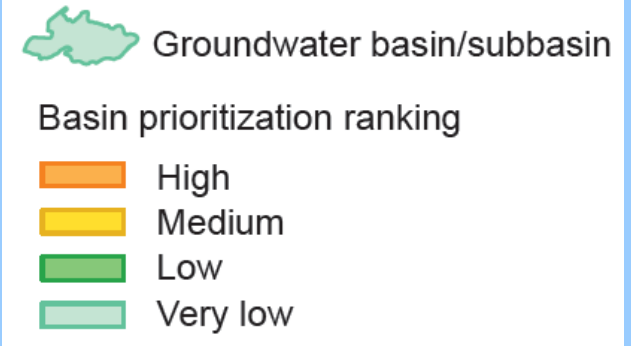 Groundwater basin/subbasin
Basin prioritization ranking
High
Medium
Low
Very low